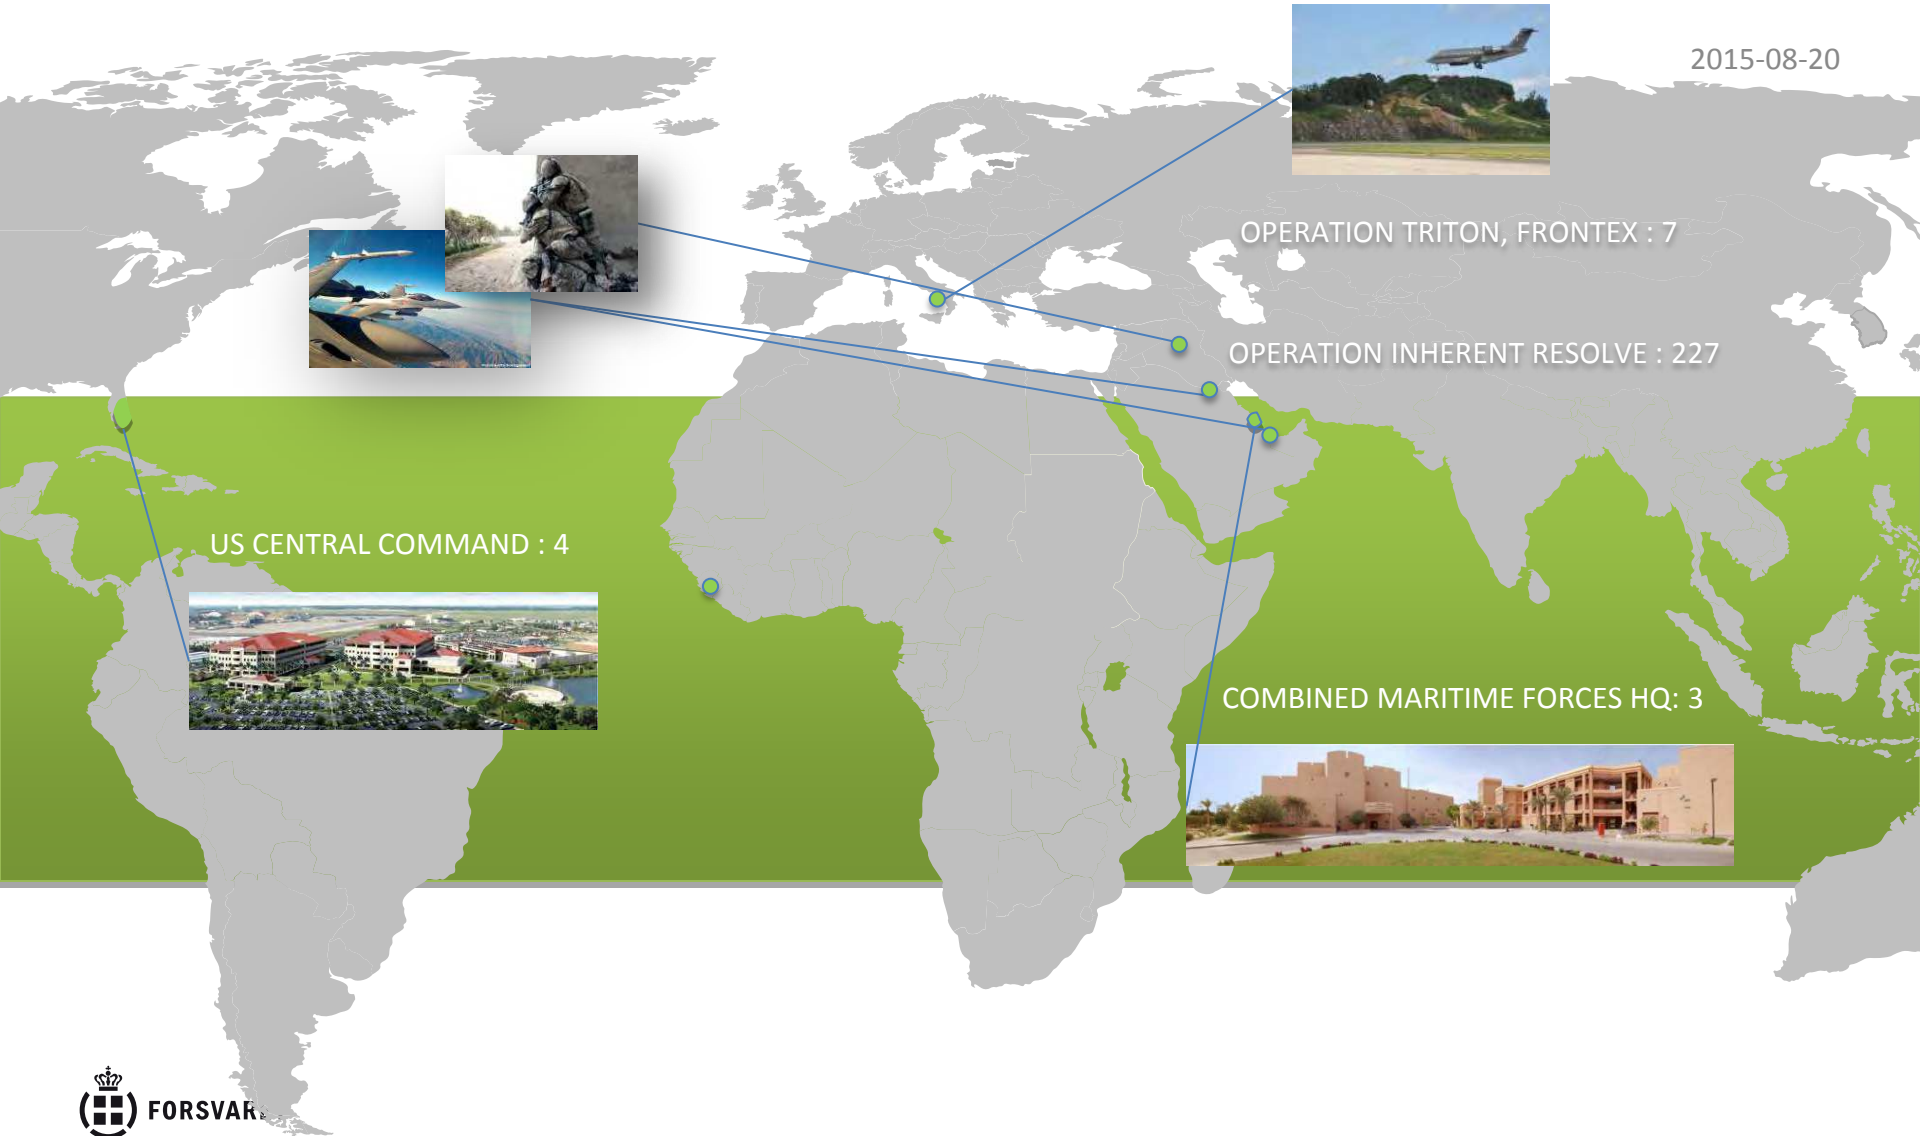 2015-08-20
OPERATION TRITON, FRONTEX : 7
OPERATION INHERENT RESOLVE : 227
US CENTRAL COMMAND : 4
COMBINED MARITIME FORCES HQ: 3